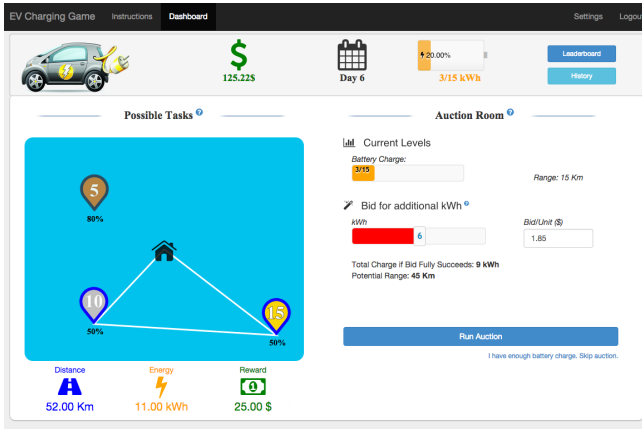 EV Charging Game Instructions Dashboard Settings Logout
125.22$
Day 6
20.00%
3/15 kWh
Leaderboard
History
Possible Tasks ?
5
80%
10
50%
15
50%
Distance Energy Reward
1
52.00 Km 11.00 kWh 25.00 $
Auction Room ?
Current Levels
Battery Charge:
3/15
Range: 15 Km
Bid for additional kWh ?
kWh Bid/Unit ($)
6 1.85
Total Charge if Bid Fully Succeeds: 9 kWh
Potential Range: 45 Km
Run Auction
I have enough battery charge. Skip auction.